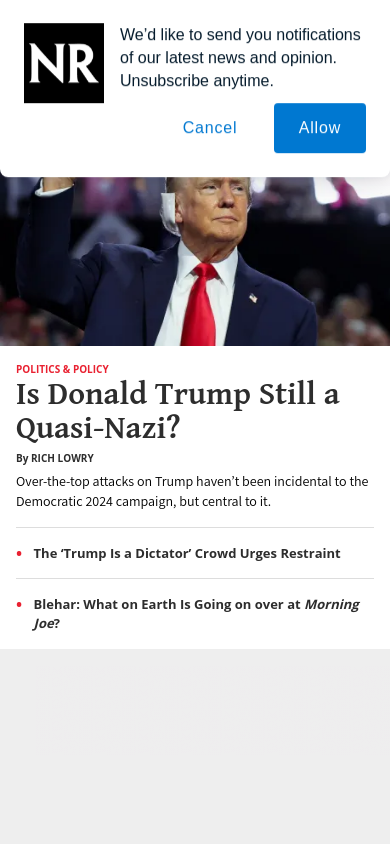 NR
We’d like to send you notifications
of our latest news and opinion.
Unsubscribe anytime.
Cancel
Allow
POLITICS & POLICY
Is Donald Trump Still a
Quasi-Nazi?
By RICH LOWRY
Over-the-top attacks on Trump haven’t been incidental to the
Democratic 2024 campaign, but central to it.
• The ‘Trump Is a Dictator’ Crowd Urges Restraint
• Blehar: What on Earth Is Going on over at Morning
Joe?